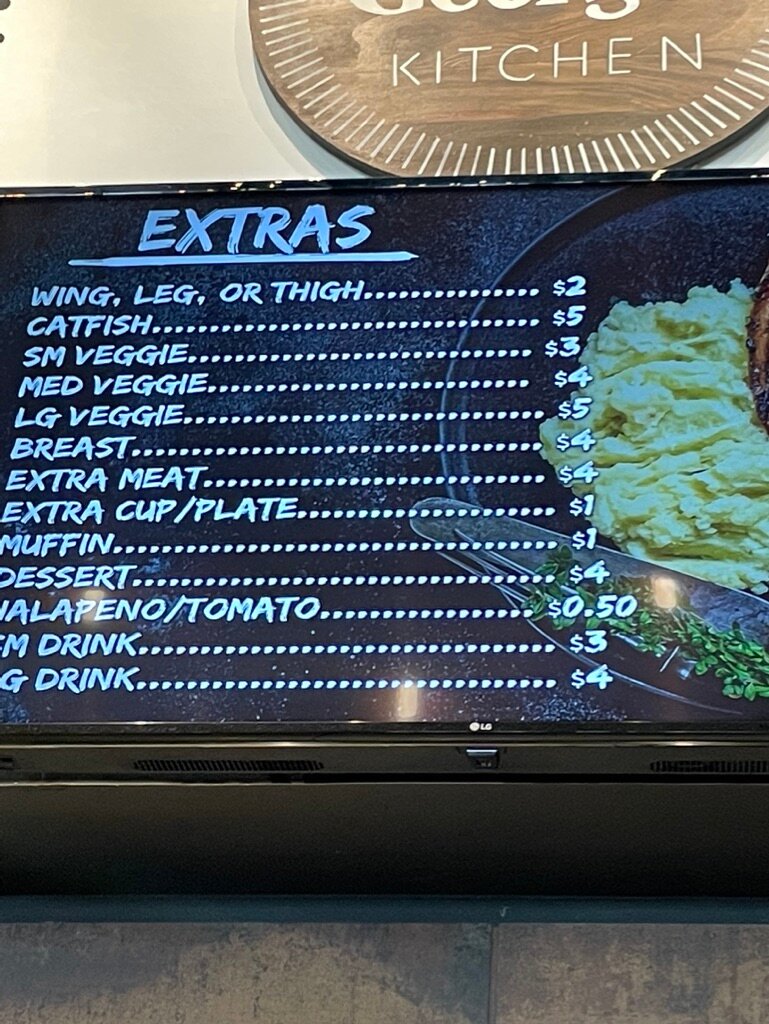 KITCHEN
EXTRAS
WING, LEG, OR THIGH.............. $2
CATFISH................................ $5
SM VEGGIE............................ $3
MED VEGGIE.......................... $4
LG VEGGIE............................. $5
BREAST................................. $4
EXTRA MEAT.......................... $4
EXTRA CUP/PLATE................. $1
MUFFIN.................................. $1
DESSERT................................ $4
JALAPENO/TOMATO................ $0.50
DRINK................................ $3
G DRINK................................ $4
LG